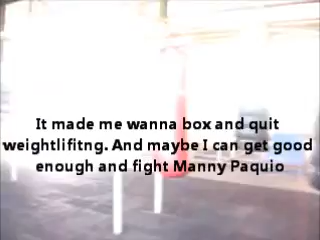 It made me wanna box and quit
weightlifitng. And maybe I can get good
enough and fight Manny Paquio